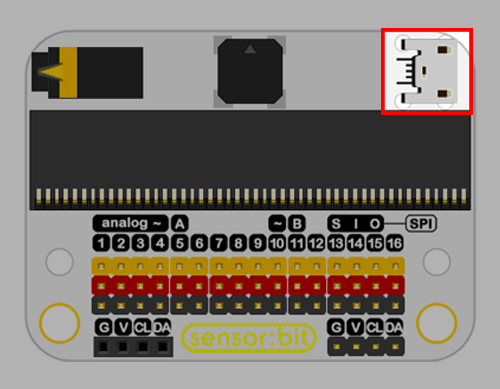 analog ~ A ~ B S I O SPI
1 2 3 4 5 6 7 8 9 10 11 12 13 14 15 16
G V CL DA sensor:bit G V CL DA